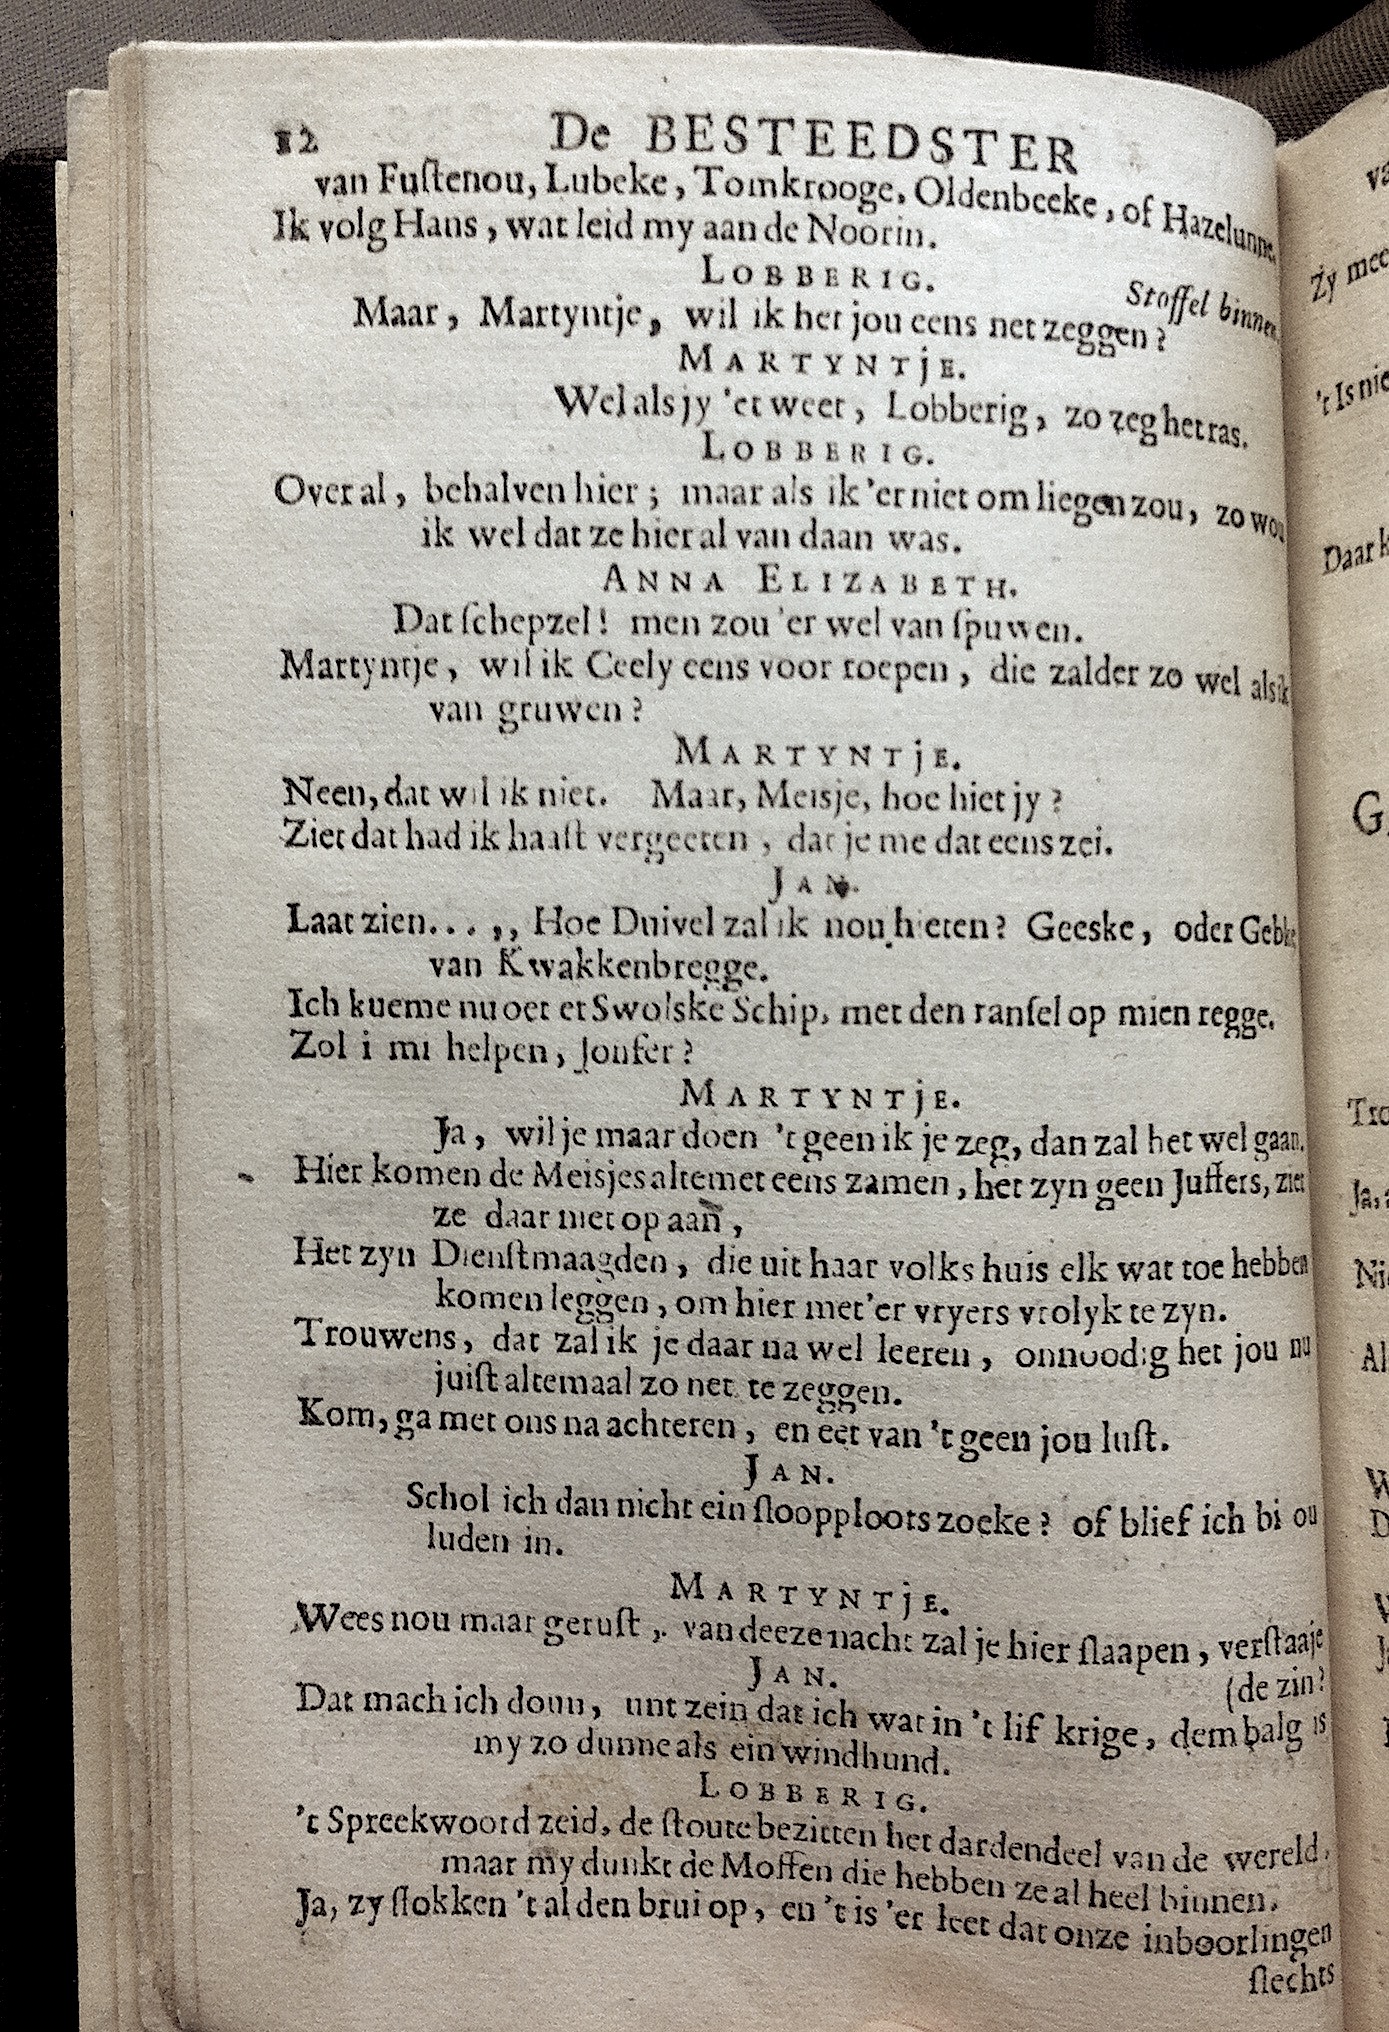 12 De BESTEEDSTER
van Fuſtenou, Lubeke, Tomkrooge, Oldenbeeke, of Hazelunne.
Ik volg Hans, wat leid my aan de Noorin.
Stoffel binnen.
LOBBERIG.
Maar, Martyntje, wil ik het jou eens net zeggen?
MARTYNTjE.
Wel als jy 'et weet, Lobberig, zo zeg het ras.
LOBBERIG.
Over al, behalven hier; maar als ik 'er niet om liegen zou, zo wou
ik wel dat ze hier al van daan was.
ANNA ELIZABETH.
Dat ſchepzel! men zou 'er wel van ſpuwen.
Martyntje, wil ik Ceely eens voor roepen, die zalder zo wel als ik
van gruwen?
MARTYNTjE.
Neen, dat wil ik niet. Maar, Meisje, hoe hiet jy?
Ziet dat had ik haaſt vergeeten, dat je me dat eens zei.
JAN.
Laat zien...,, Hoe Duivel zal ik nou hieten? Geeske, oder Gebke
van Kwakkenbregge.
Ich kueme nu oet et Swolske Schip, met den ranſel op mien regge.
Zol i mi helpen, Jonfer?
MARTYNTjE.
Ja, wil je maar doen 't geen ik je zeg, dan zal het wel gaan.
Hier komen de Meisjes altemet eens zamen, het zyn geen Juffers, ziet
ze daar niet op aan,
Het zyn Dienſtmaagden, die uit haar volks huis elk wat toe hebben
komen leggen, om hier met 'er vryers vrolyk te zyn.
Trouwens, dat zal ik je daar na wel leeren, onnoodig het jou nu
juiſt altemaal zo net te zeggen.
Kom, ga met ons na achteren, en eet van 't geen jou luſt.
JAN.
Schol ich dan nicht ein ſloopploots zoeke? of blief ich bi ou
luden in.
MARTYNTjE.
Wees nou maar geruſt, van deeze nacht zal je hier ſlaapen, verſtaaje
(de zin?
JAN.
Dat mach ich doun, unt zein dat ich wat in 't lif krige, dem balg is
my zo dunne als ein windhund.
LOBBERIG.
't Spreekwoord zeid, de ſtoute bezitten het dardendeel van de wereld,
maar my dunkt de Moffen die hebben ze al heel binnen.
Ja, zy ſlokken 't al den brui op, en 't is 'er leet dat onze inboorlingen
ſlechts